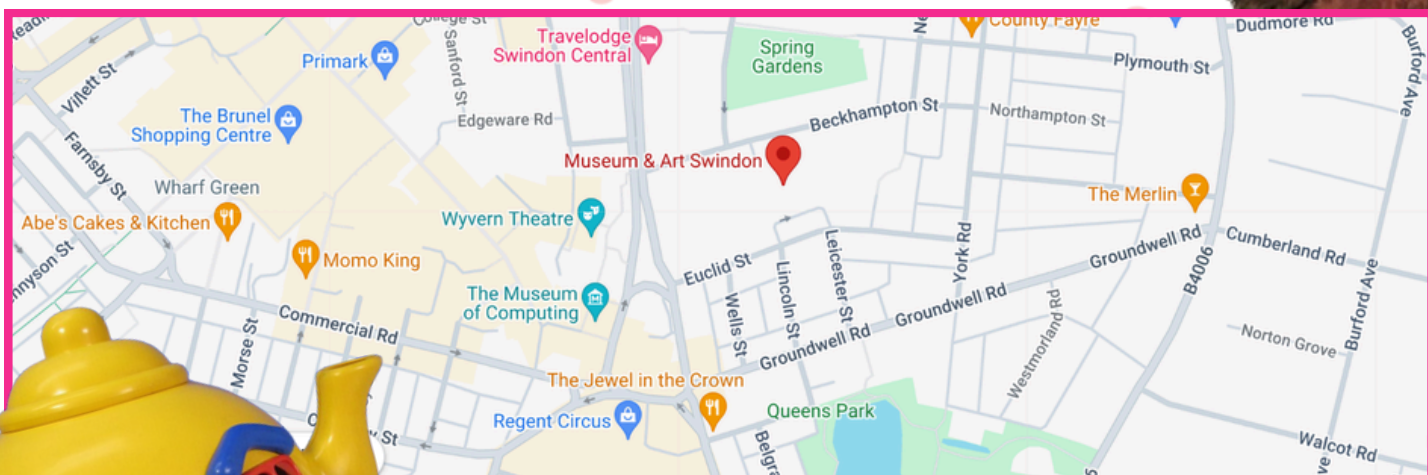 College St
County Fayre
Dudmore Rd
Burford Ave
Travelodge
Swindon Central
Sanford St
Spring
Gardens
Primark
Plymouth St
Villett St
The Brunel
Shopping Centre
Edgeware Rd
Beckhampton St
Northampton St
Farnsby St
Museum & Art Swindon
Wharf Green
The Merlin
Abe's Cakes & Kitchen
Wyvern Theatre
Momo King
York Rd
Groundwell Rd
Cumberland Rd
Euclid St
Leicester St
Lincoln St
Wells St
B4006
The Museum
of Computing
Groundwell Rd
Westmorland Rd
Burford Ave
Commercial Rd
Morse St
Groundwell Rd
Norton Grove
The Jewel in the Crown
Regent Circus
Queens Park
St
Walcot Rd